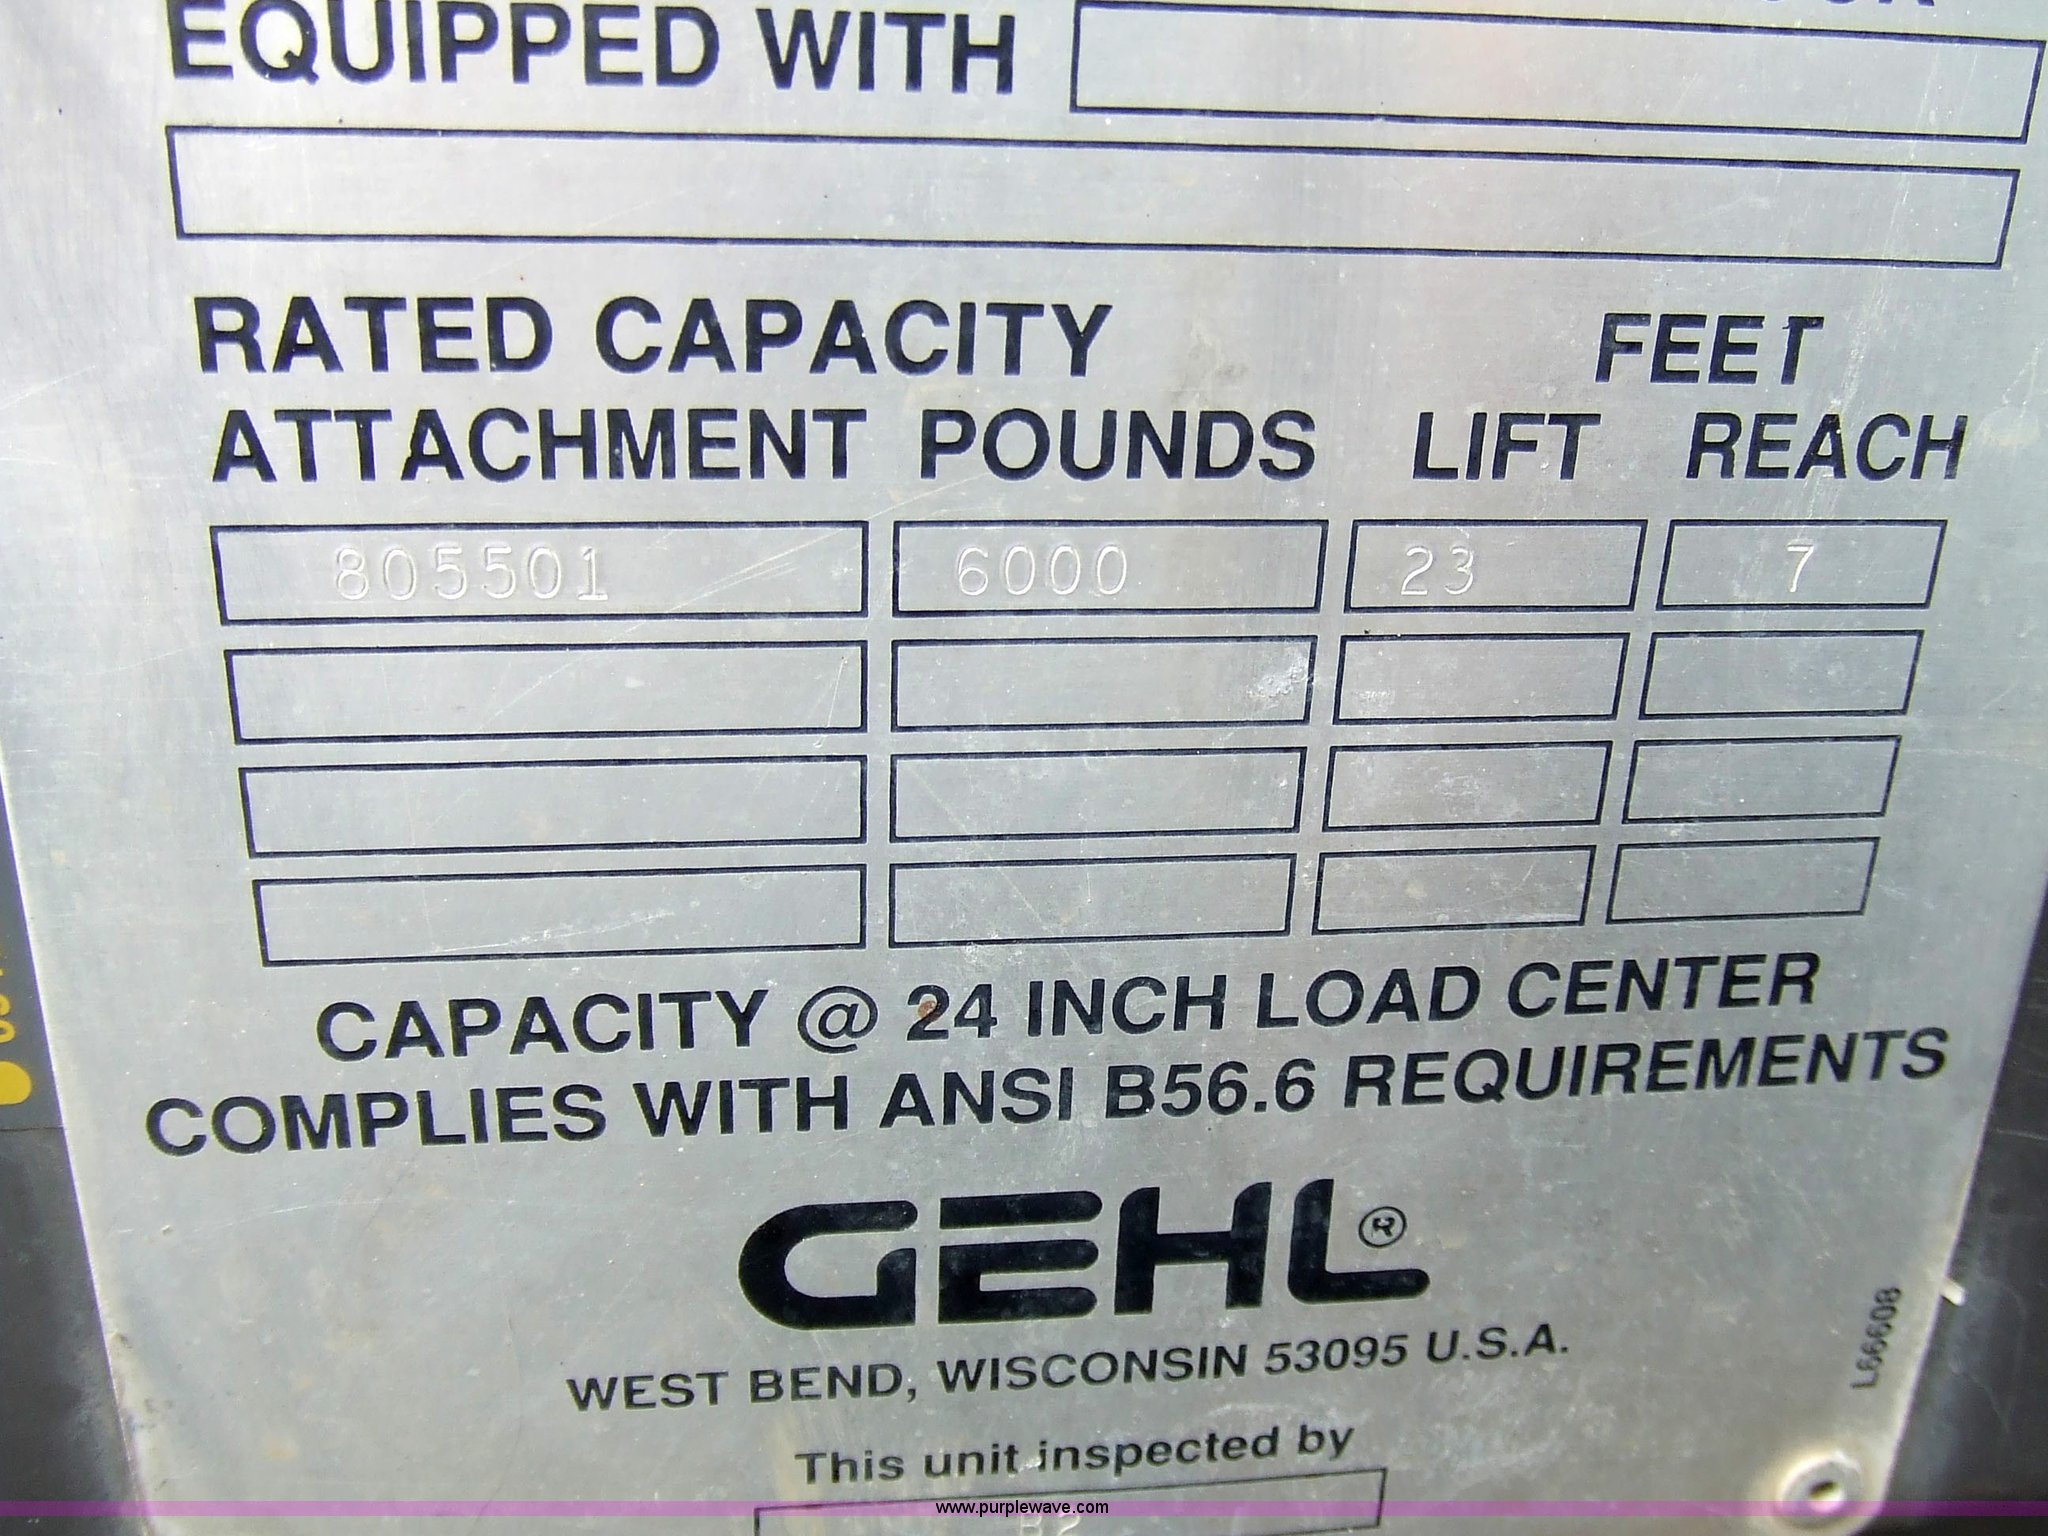 EQUIPPED WITH
RATED CAPACITY FEET
ATTACHMENT POUNDS LIFT REACH
805501 6000 23 7
CAPACITY @ 24 INCH LOAD CENTER
COMPLIES WITH ANSI B56.6 REQUIREMENTS
GEHL®
WEST BEND, WISCONSIN 53095 U.S.A.
L66608
This unit inspected by
www.purplewave.com